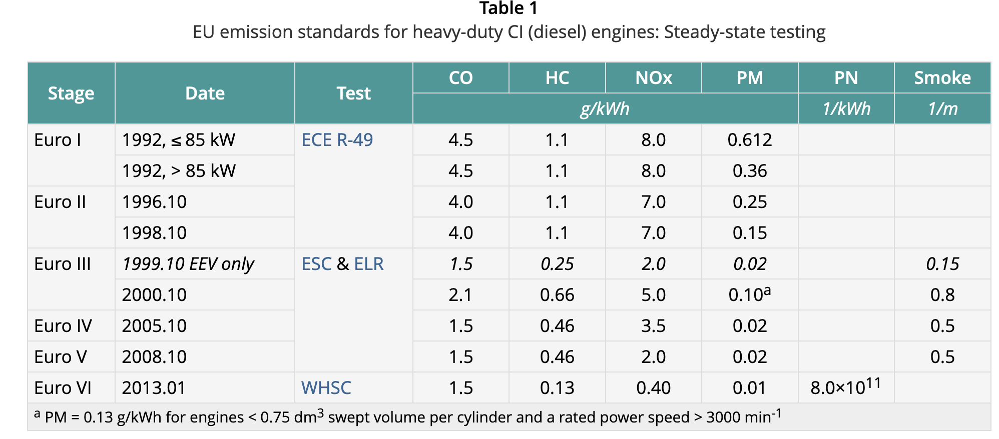 Table 1
EU emission standards for heavy-duty CI (diesel) engines: Steady-state testing
Stage Date Test CO HC NOx PM PN Smoke
g/kWh 1/kWh 1/m
Euro I 1992, ≤ 85 kW ECE R-49 4.5 1.1 8.0 0.612
1992, > 85 kW 4.5 1.1 8.0 0.36
Euro II 1996.10 4.0 1.1 7.0 0.25
1998.10 4.0 1.1 7.0 0.15
Euro III 1999.10 EEV only ESC & ELR 1.5 0.25 2.0 0.02 0.15
2000.10 2.1 0.66 5.0 0.10ᵃ 0.8
Euro IV 2005.10 1.5 0.46 3.5 0.02 0.5
Euro V 2008.10 1.5 0.46 2.0 0.02 0.5
Euro VI 2013.01 WHSC 1.5 0.13 0.40 0.01 8.0×10¹¹
ᵃ PM = 0.13 g/kWh for engines < 0.75 dm³ swept volume per cylinder and a rated power speed > 3000 min⁻¹